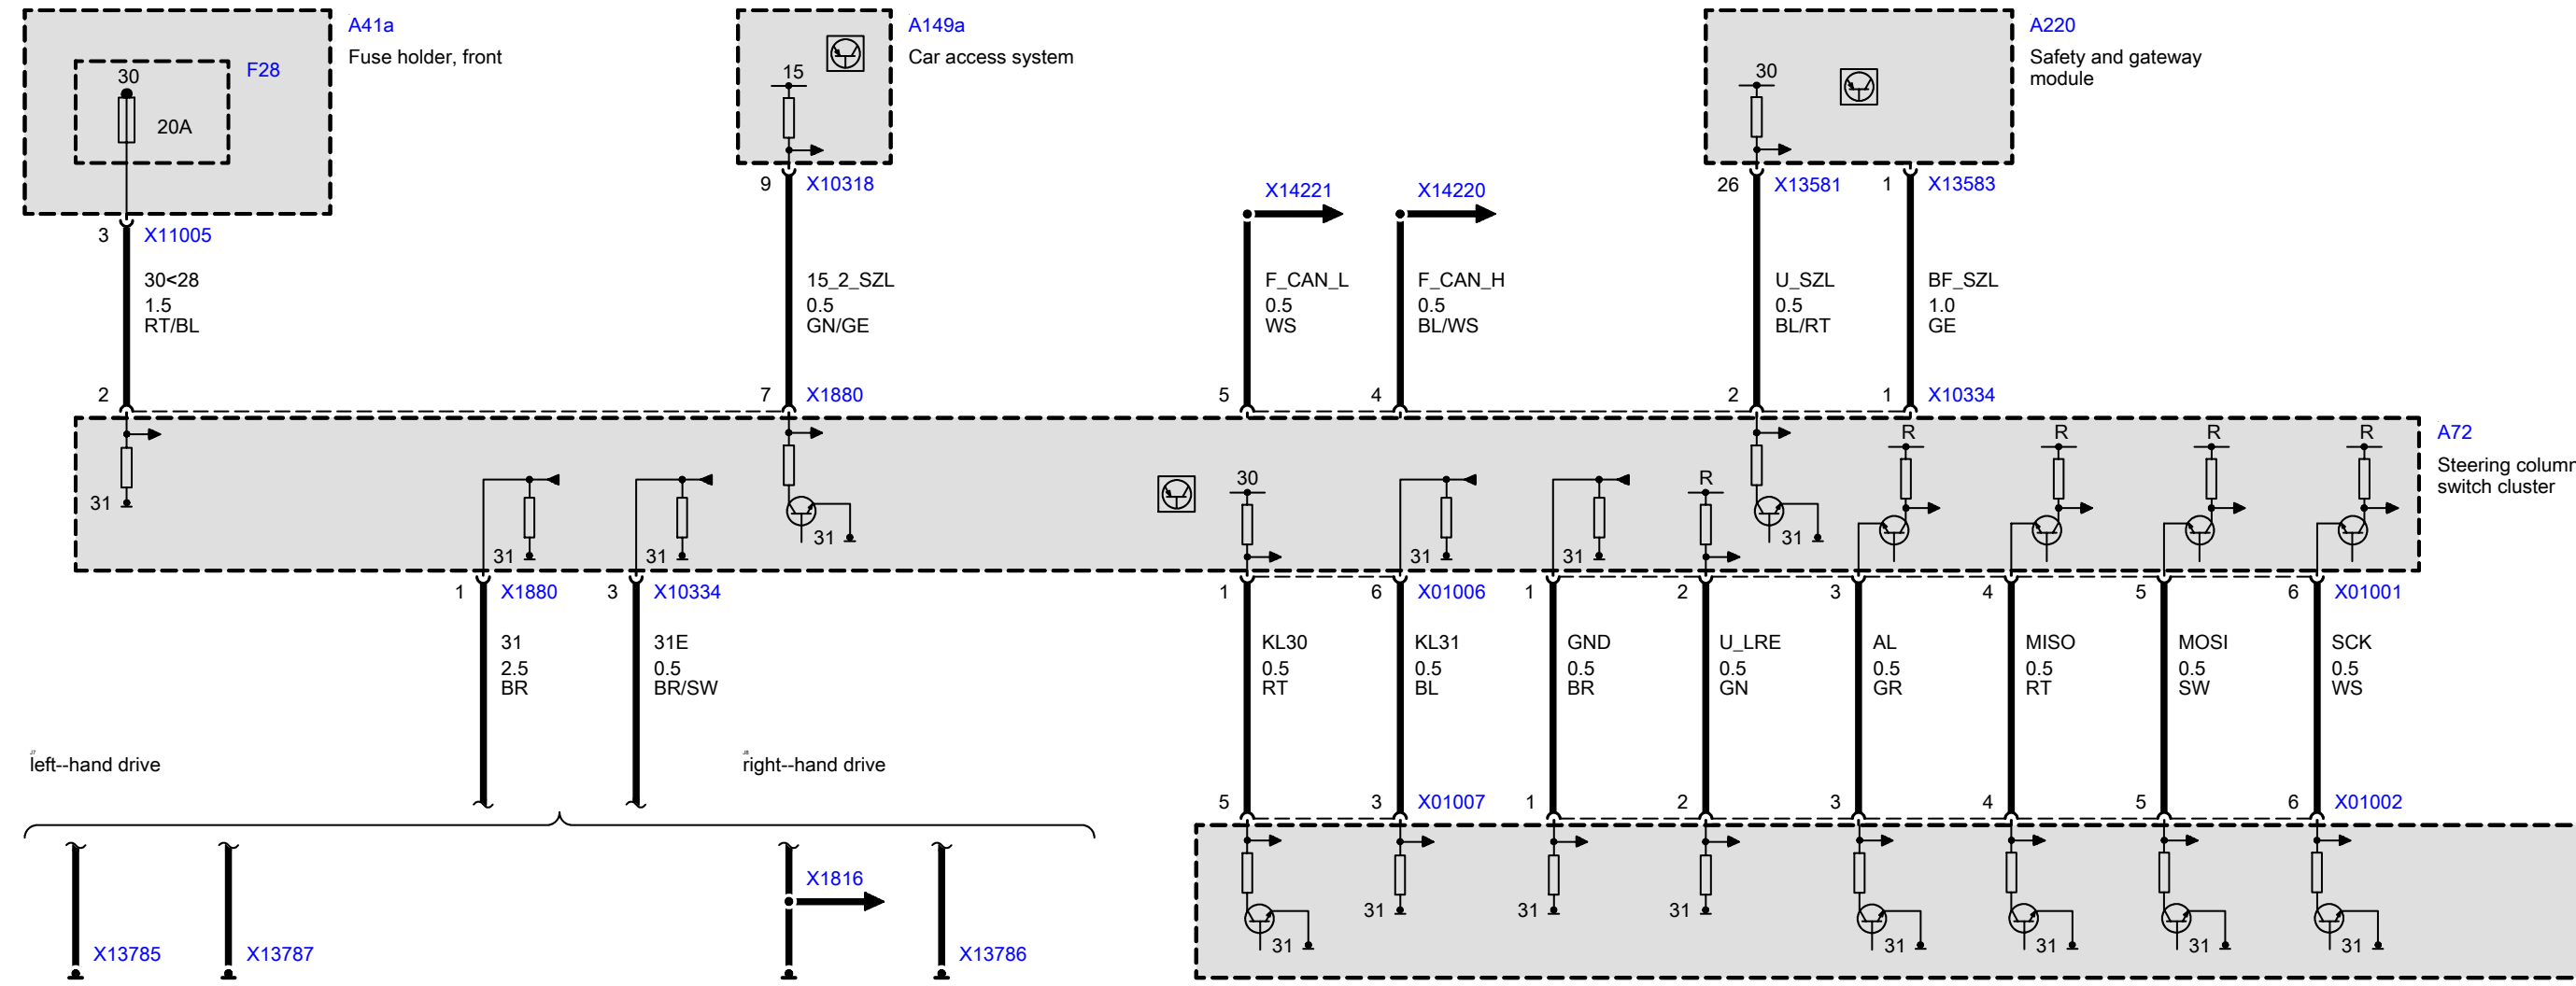 A41a
Fuse holder, front
F28
30
20A
3 X11005
30<28
1.5
RT/BL
2
A149a
Car access system
15
9 X10318
15_2_SZL
0.5
GN/GE
7 X1880
X14221
F_CAN_L
0.5
WS
5
X14220
F_CAN_H
0.5
BL/WS
4
A220
Safety and gateway
module
30
26 X13581
1 X13583
U_SZL
0.5
BL/RT
2
BF_SZL
1.0
GE
1 X10334
A72
Steering column
switch cluster
31
31
31
31
30
31
31
R
31
R
R
R
R
1 X1880
31
2.5
BR
3 X10334
31E
0.5
BR/SW
1
KL30
0.5
RT
5
6 X01006
KL31
0.5
BL
3 X01007
1
GND
0.5
BR
1
2
U_LRE
0.5
GN
2
3
AL
0.5
GR
3
4
MISO
0.5
RT
4
5
MOSI
0.5
SW
5
6 X01001
SCK
0.5
WS
6 X01002
left--hand drive
right--hand drive
X13785
X13787
X1816
X13786
31
31
31
31
31
31
31
31